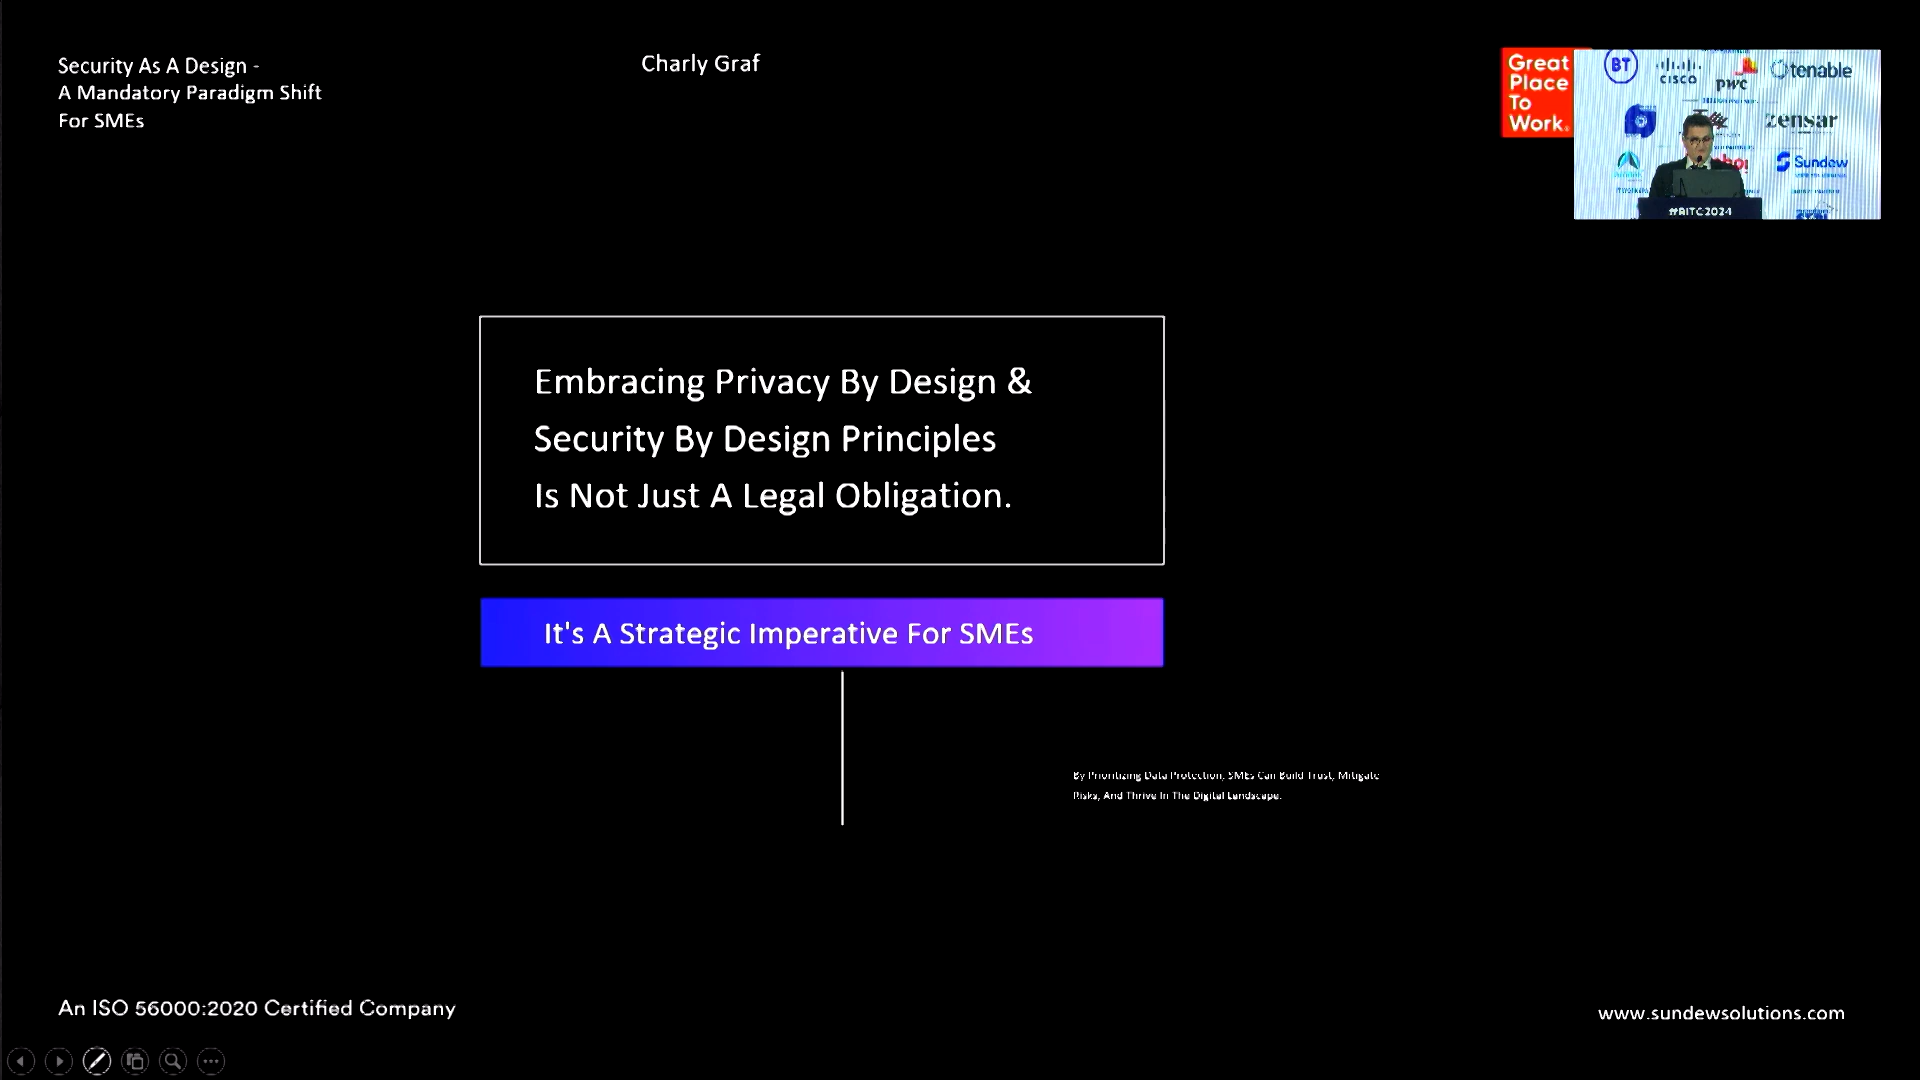 Security As A Design -
A Mandatory Paradigm Shift
For SMEs
Charly Graf
Great
Place
To
Work.
BT
CISCO
pwc
tenable
zensar
Sundew
#BITC2024
Embracing Privacy By Design &
Security By Design Principles
Is Not Just A Legal Obligation.
It's A Strategic Imperative For SMEs
By Prioritizing Data Protection, SMEs Can Build Trust, Mitigate
Risks, And Thrive In The Digital Landscape.
An ISO 56000:2020 Certified Company
www.sundewsolutions.com